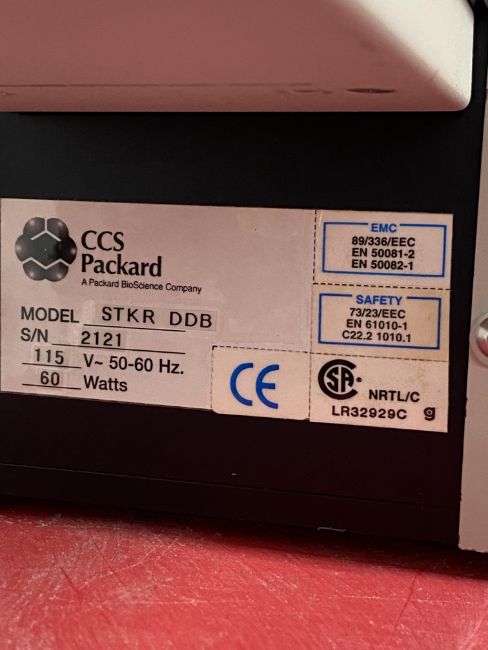 CCS
Packard
A Packard BioScience Company
MODEL STKR DDB
S/N 2121
115 V~ 50-60 Hz.
60 Watts
EMC
89/336/EEC
EN 50081-2
EN 50082-1
SAFETY
73/23/EEC
EN 61010-1
C22.2 1010.1
CE
CSA
NRTL/C
LR32929C g